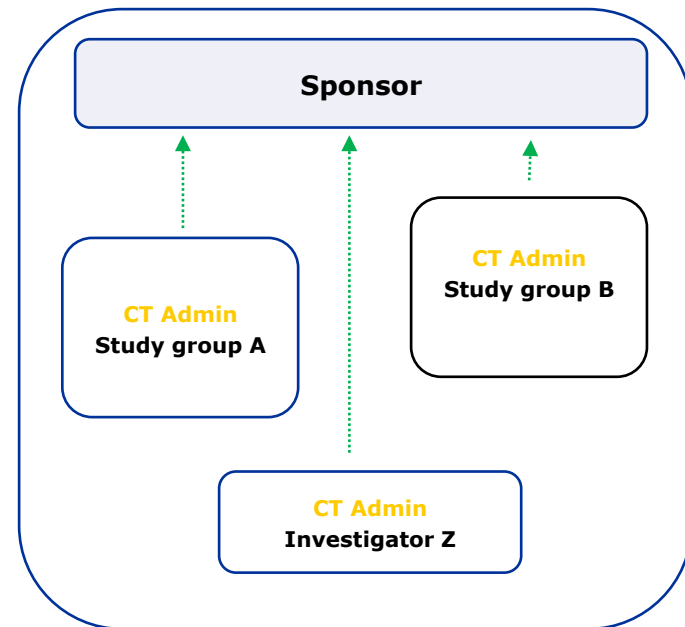 Sponsor
CT Admin
Study group A
CT Admin
Study group B
CT Admin
Investigator Z